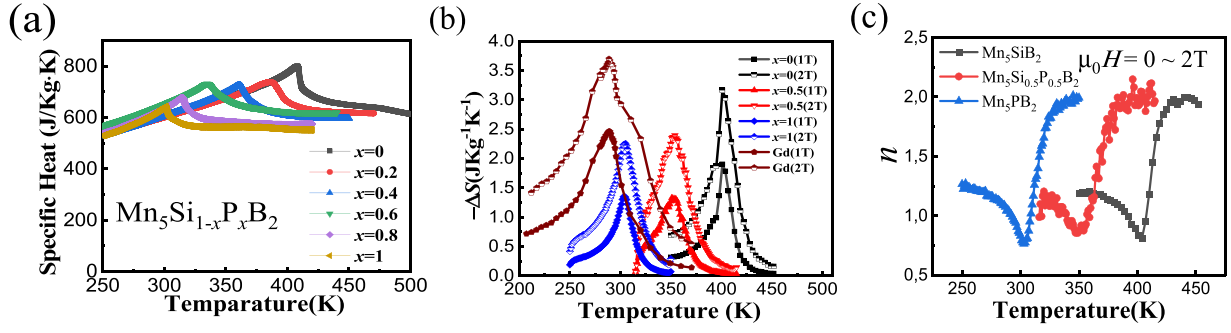 (a)
Specific Heat (J/Kg·K)
800
600
400
200
0
250 300 350 400 450 500
Temparature(K)
Mn5Si1-xPxB2
x=0
x=0.2
x=0.4
x=0.6
x=0.8
x=1
(b)
−ΔS(JKg⁻¹K⁻¹)
4.0
3.5
3.0
2.5
2.0
1.5
1.0
0.5
0.0
200 250 300 350 400 450
Temperature (K)
x=0(1T)
x=0(2T)
x=0.5(1T)
x=0.5(2T)
x=1(1T)
x=1(2T)
Gd(1T)
Gd(2T)
(c)
n
2,5
2,0
1,5
1,0
0,5
250 300 350 400 450
Temperature (K)
Mn5SiB2
Mn5Si0.5P0.5B2
Mn5PB2
μ0H = 0 ~ 2T